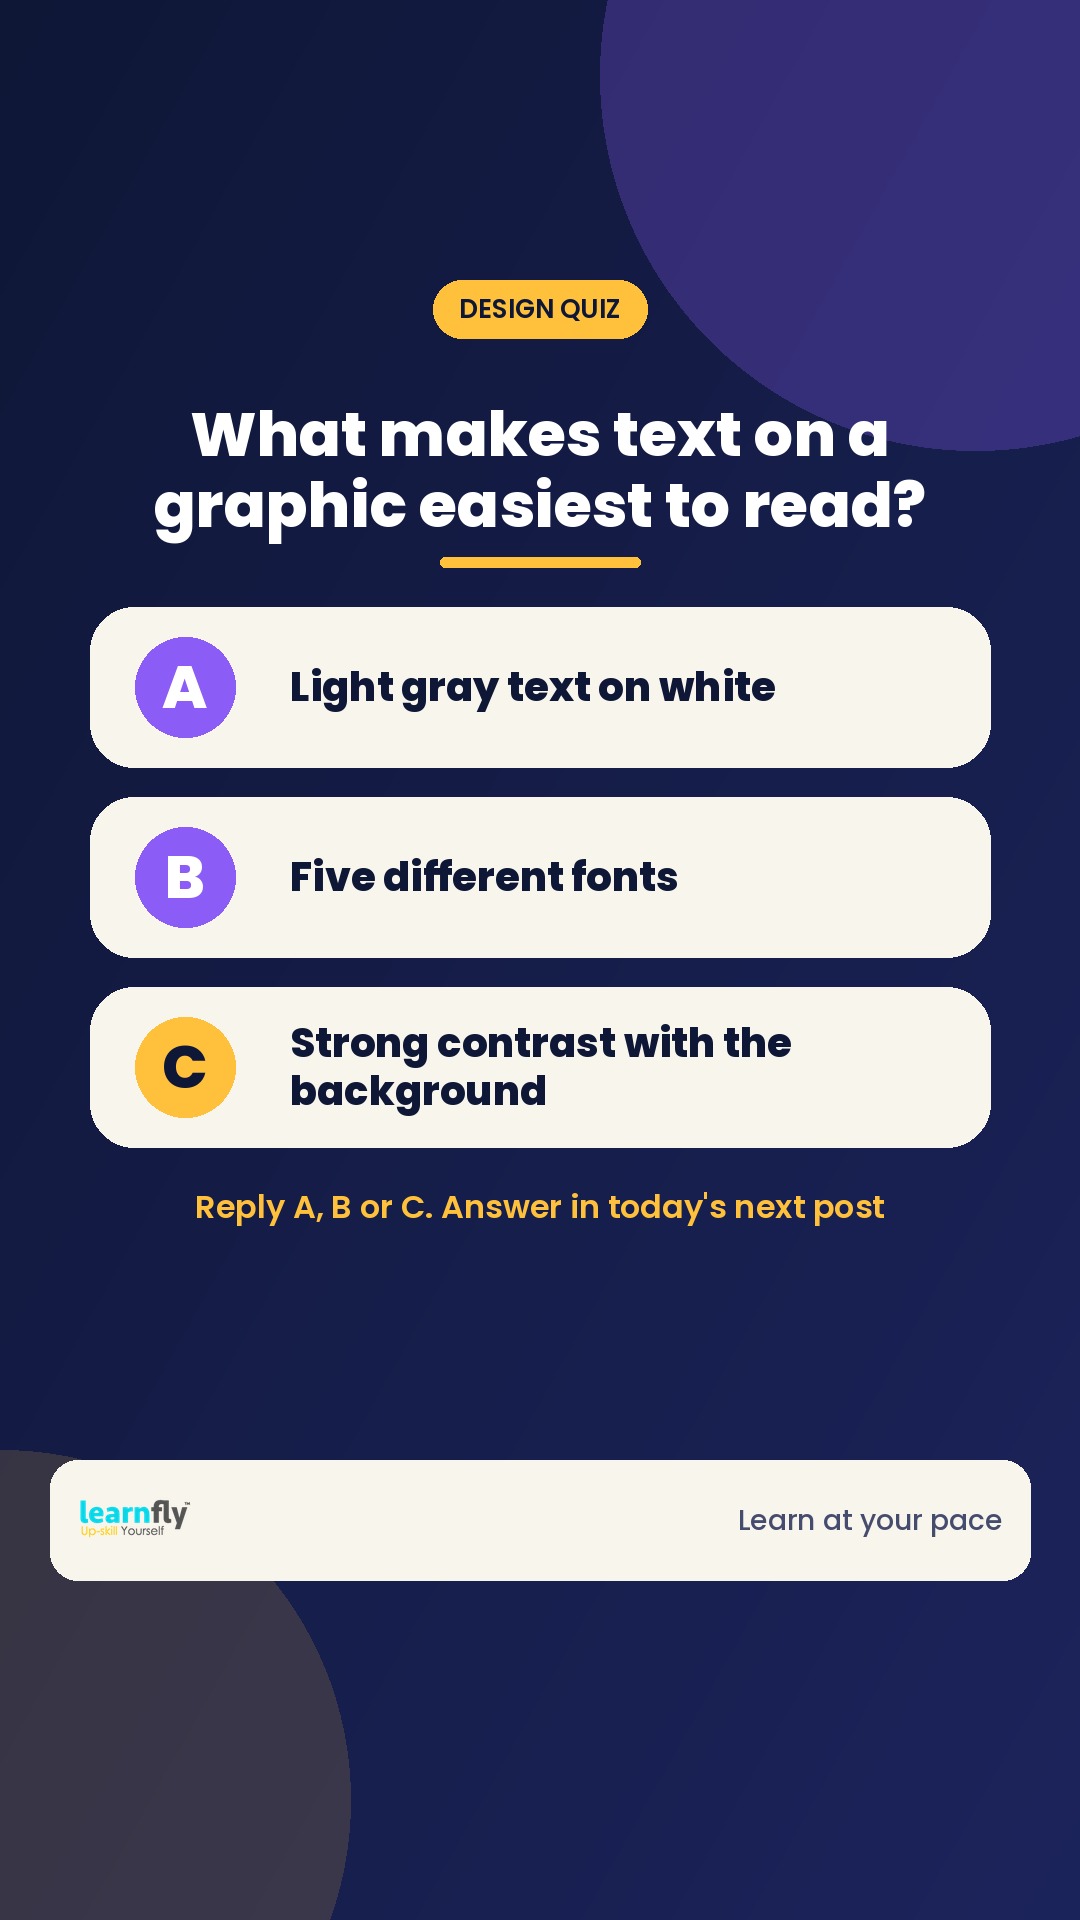 DESIGN QUIZ
What makes text on a
graphic easiest to read?
A
Light gray text on white
B
Five different fonts
C
Strong contrast with the
background
Reply A, B or C. Answer in today's next post
learnfly™
Up-skill Yourself
Learn at your pace